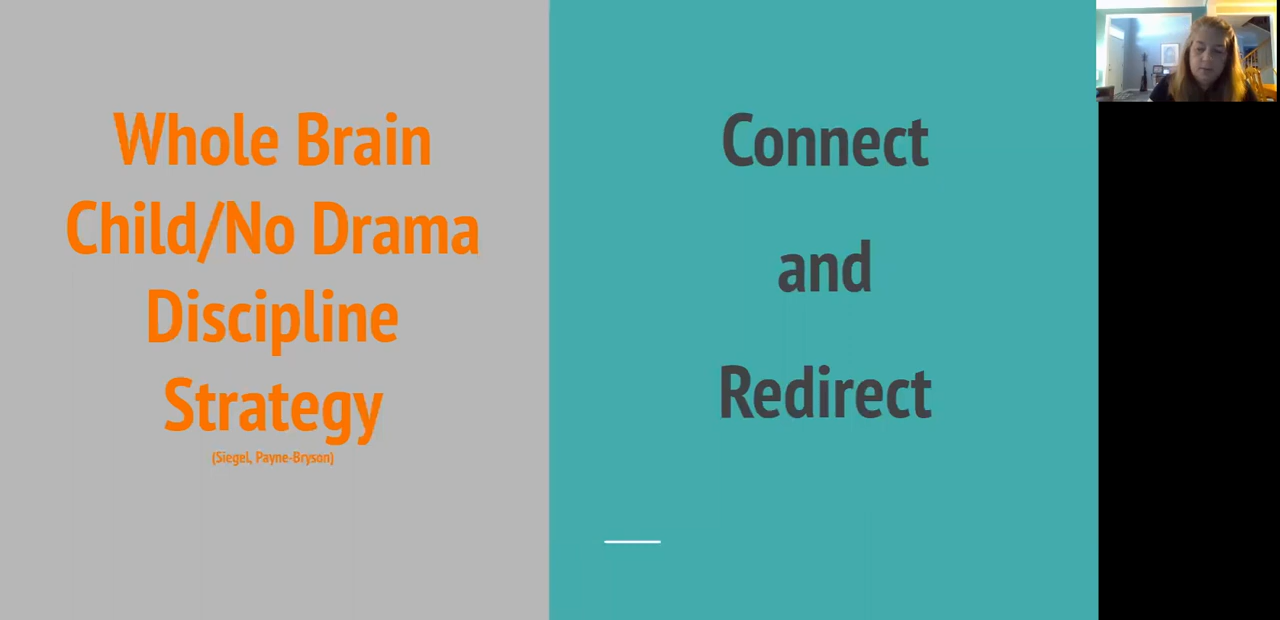 Whole Brain
Child/No Drama
Discipline
Strategy
(Siegel, Payne-Bryson)
Connect
and
Redirect